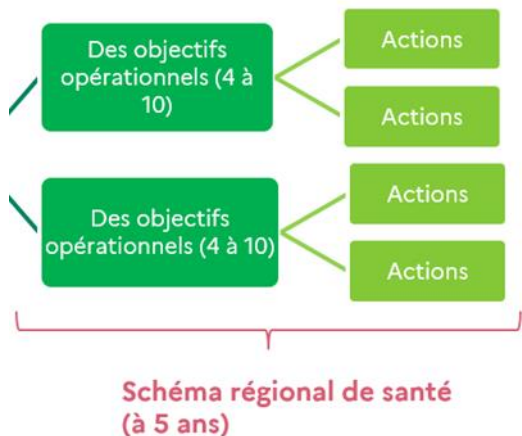 Des objectifs
opérationnels (4 à
10)
Actions
Actions
Des objectifs
opérationnels (4 à 10)
Actions
Actions
Schéma régional de santé
(à 5 ans)